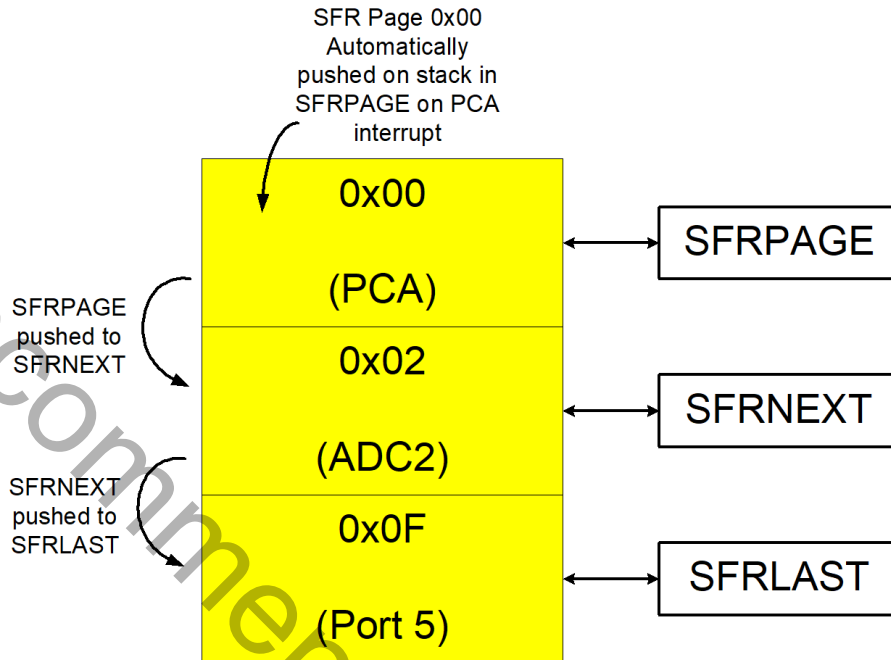 SFR Page 0x00
Automatically
pushed on stack in
SFRPAGE on PCA
interrupt
0x00
(PCA)
SFRPAGE
SFRPAGE
pushed to
SFRNEXT
0x02
(ADC2)
SFRNEXT
SFRNEXT
pushed to
SFRLAST
0x0F
(Port 5)
SFRLAST